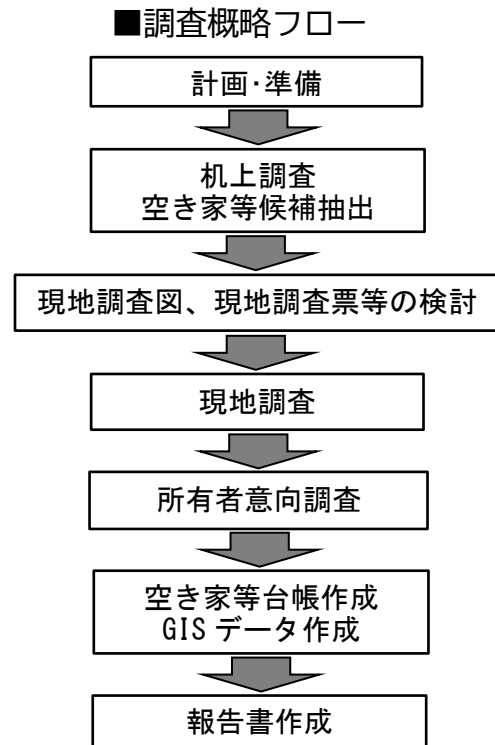 ■調査概略フロー
計画・準備
机上調査
空き家等候補抽出
現地調査図、現地調査票等の検討
現地調査
所有者意向調査
空き家等台帳作成
GIS データ作成
報告書作成